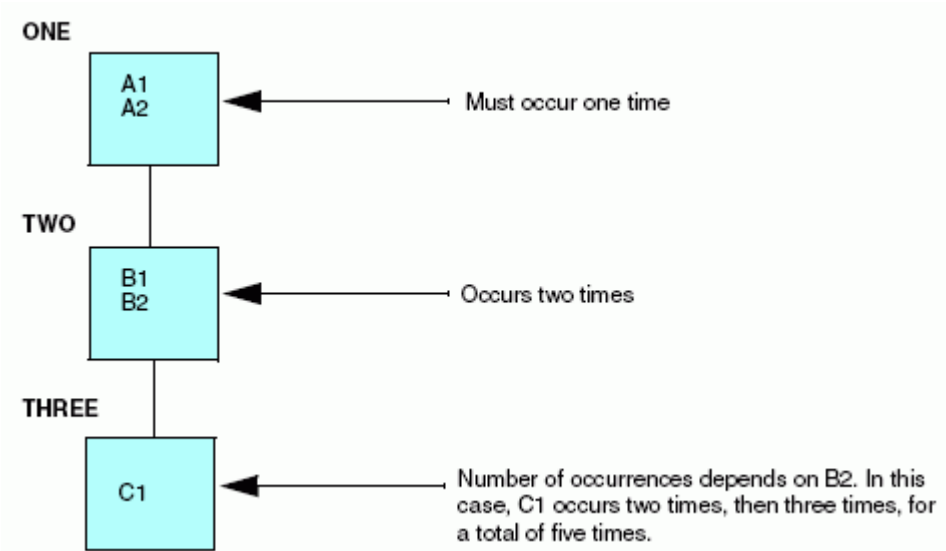 ONE
A1
A2
Must occur one time
TWO
B1
B2
Occurs two times
THREE
C1
Number of occurrences depends on B2. In this
case, C1 occurs two times, then three times, for
a total of five times.